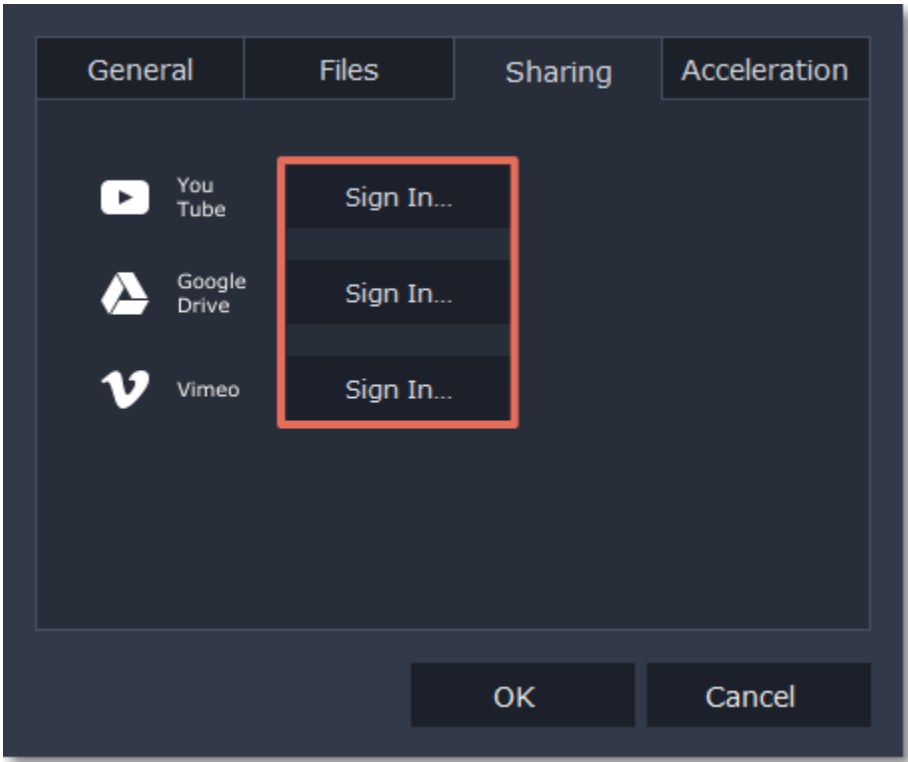 General Files Sharing Acceleration
You
Tube
Sign In...
Google
Drive
Sign In...
Vimeo
Sign In...
OK Cancel